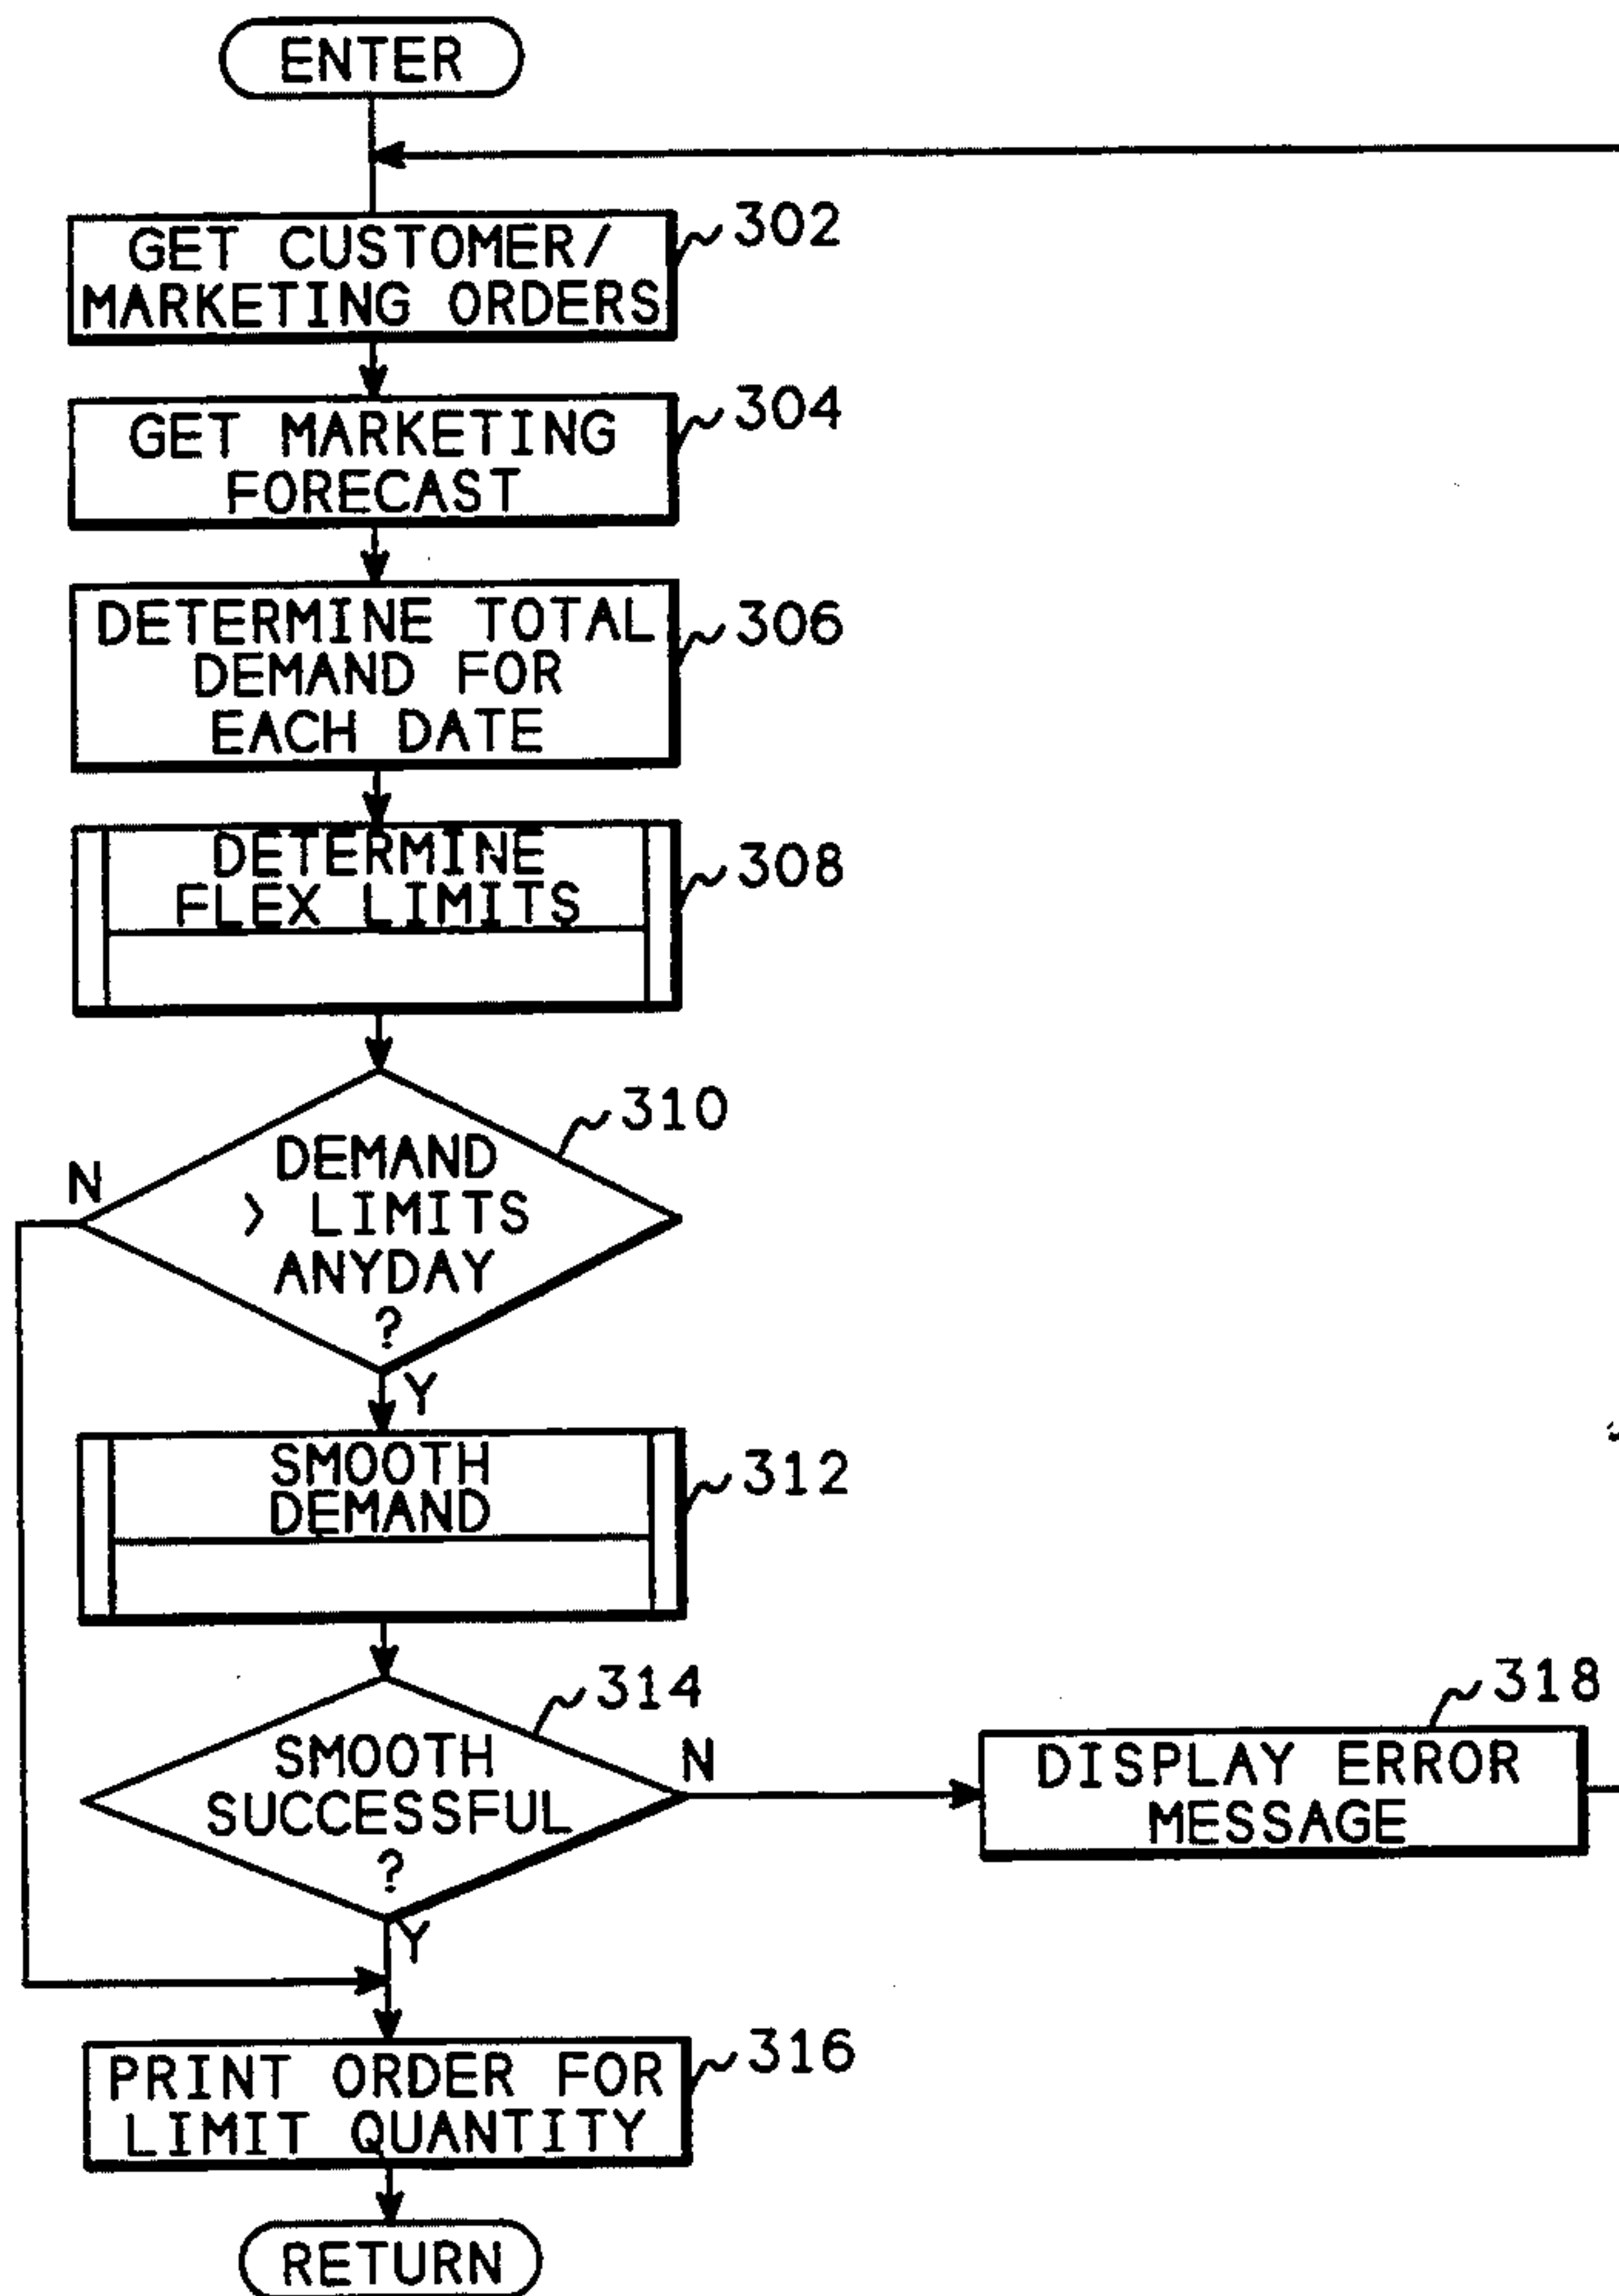 ENTER
GET CUSTOMER/
MARKETING ORDERS
302
GET MARKETING
FORECAST
304
DETERMINE TOTAL
DEMAND FOR
EACH DATE
306
DETERMINE
FLEX LIMITS
308
310
DEMAND
> LIMITS
ANYDAY
?
N
Y
SMOOTH
DEMAND
312
314
SMOOTH
SUCCESSFUL
?
N
Y
318
DISPLAY ERROR
MESSAGE
PRINT ORDER FOR
LIMIT QUANTITY
316
RETURN